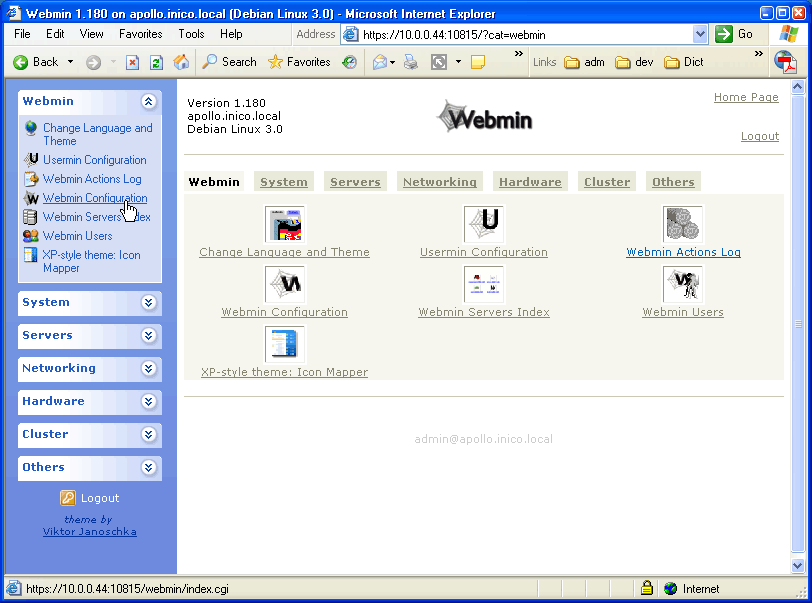 Webmin 1.180 on apollo.inico.local (Debian Linux 3.0) - Microsoft Internet Explorer
File Edit View Favorites Tools Help
Address https://10.0.0.44:10815/?cat=webmin Go
Back Search Favorites » Links adm dev Dict »
Webmin
Change Language and
Theme
Usermin Configuration
Webmin Actions Log
Webmin Configuration
Webmin Servers Index
Webmin Users
XP-style theme: Icon
Mapper
System
Servers
Networking
Hardware
Cluster
Others
Logout
theme by
Viktor Janoschka
Version 1.180
apollo.inico.local
Debian Linux 3.0
Webmin
Home Page
Logout
Webmin System Servers Networking Hardware Cluster Others
Change Language and Theme Usermin Configuration Webmin Actions Log
Webmin Configuration Webmin Servers Index Webmin Users
XP-style theme: Icon Mapper
admin@apollo.inico.local
https://10.0.0.44:10815/webmin/index.cgi Internet